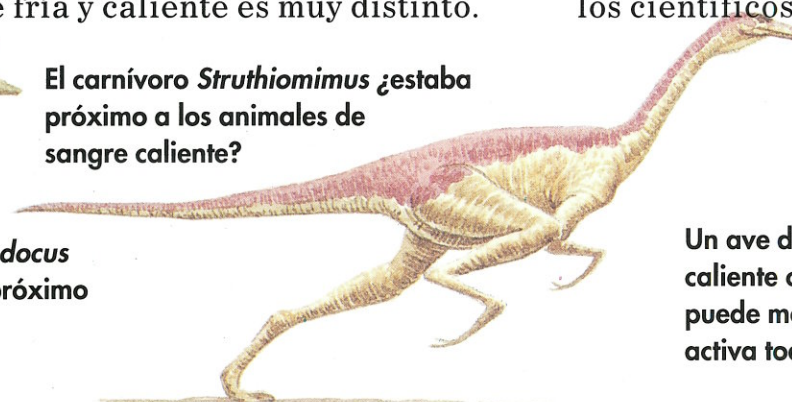 fría y caliente es muy distinto.
los científicos
El carnívoro Struthiomimus ¿estaba
próximo a los animales de
sangre caliente?
docus
próximo
Un ave d
caliente
puede m
activa to